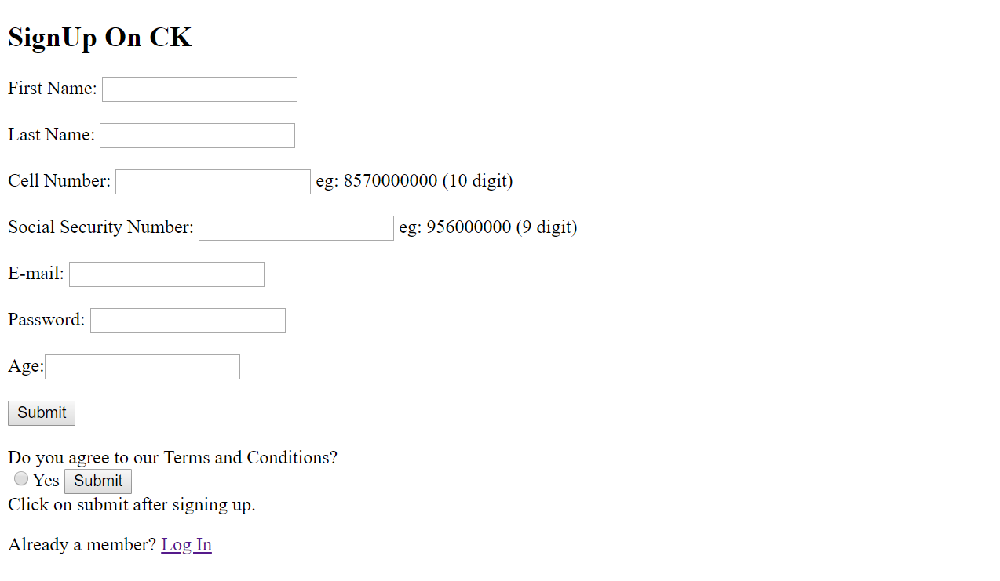 SignUp On CK
First Name:
Last Name:
Cell Number: eg: 8570000000 (10 digit)
Social Security Number: eg: 956000000 (9 digit)
E-mail:
Password:
Age:
Submit
Do you agree to our Terms and Conditions?
Yes Submit
Click on submit after signing up.
Already a member? Log In